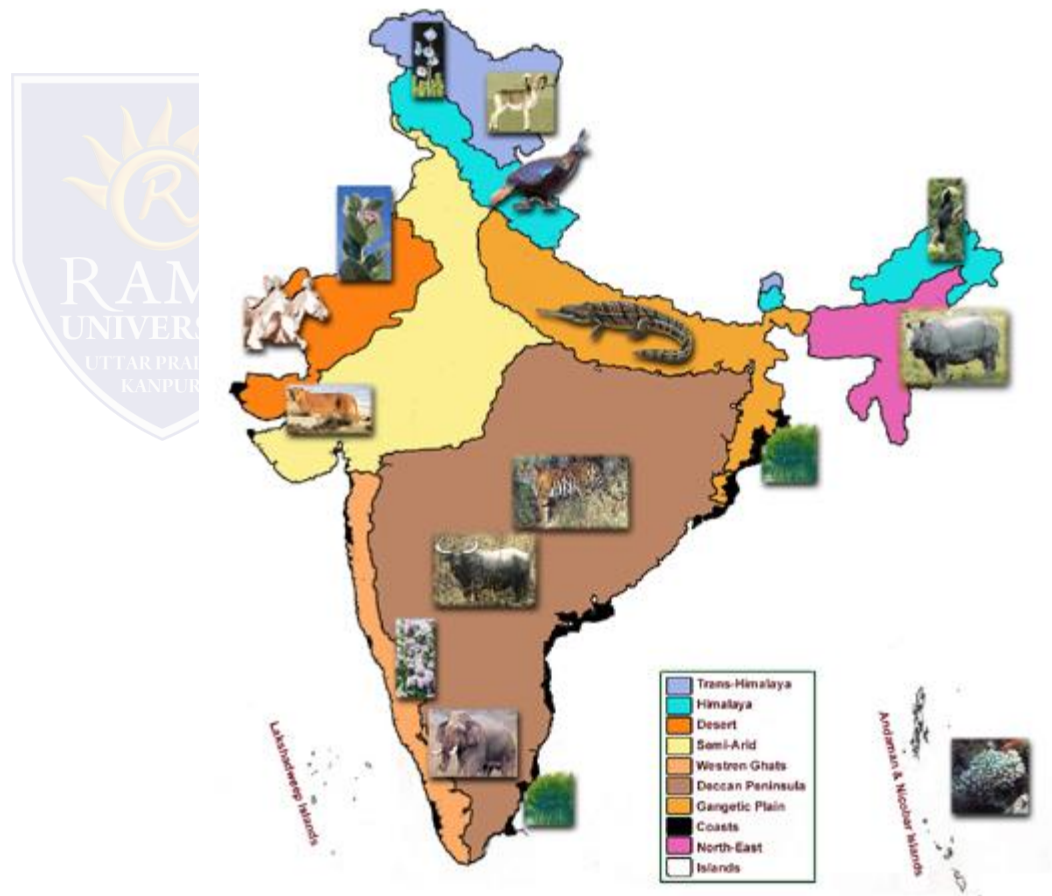 RAM
UNIVERS
UTTAR PRA
KANPUR
Trans-Himalaya
Himalaya
Desert
Semi-Arid
Westren Ghats
Deccan Peninsula
Gangetic Plain
Coasts
North-East
Islands
Lakshadweep Islands
Andaman & Nicobar Islands